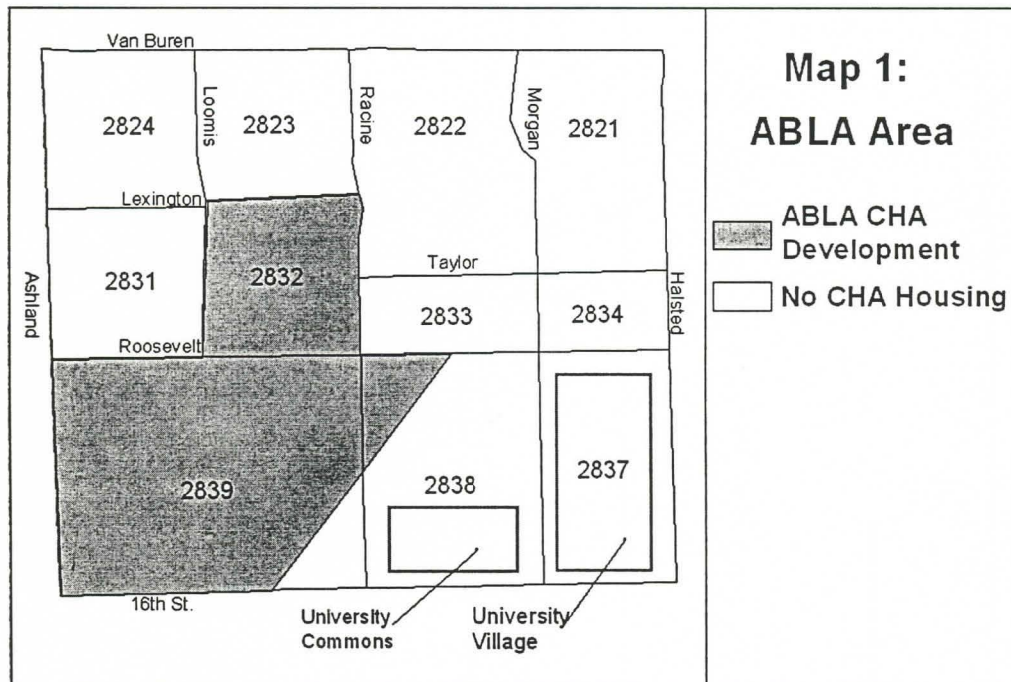 Van Buren
Loomis
Racine
Morgan
2824
2823
2822
2821
Lexington
Ashland
2831
2832
Taylor
2833
2834
Halsted
Roosevelt
2839
2838
2837
16th St.
University
Commons
University
Village
Map 1:
ABLA Area
ABLA CHA
Development
No CHA Housing